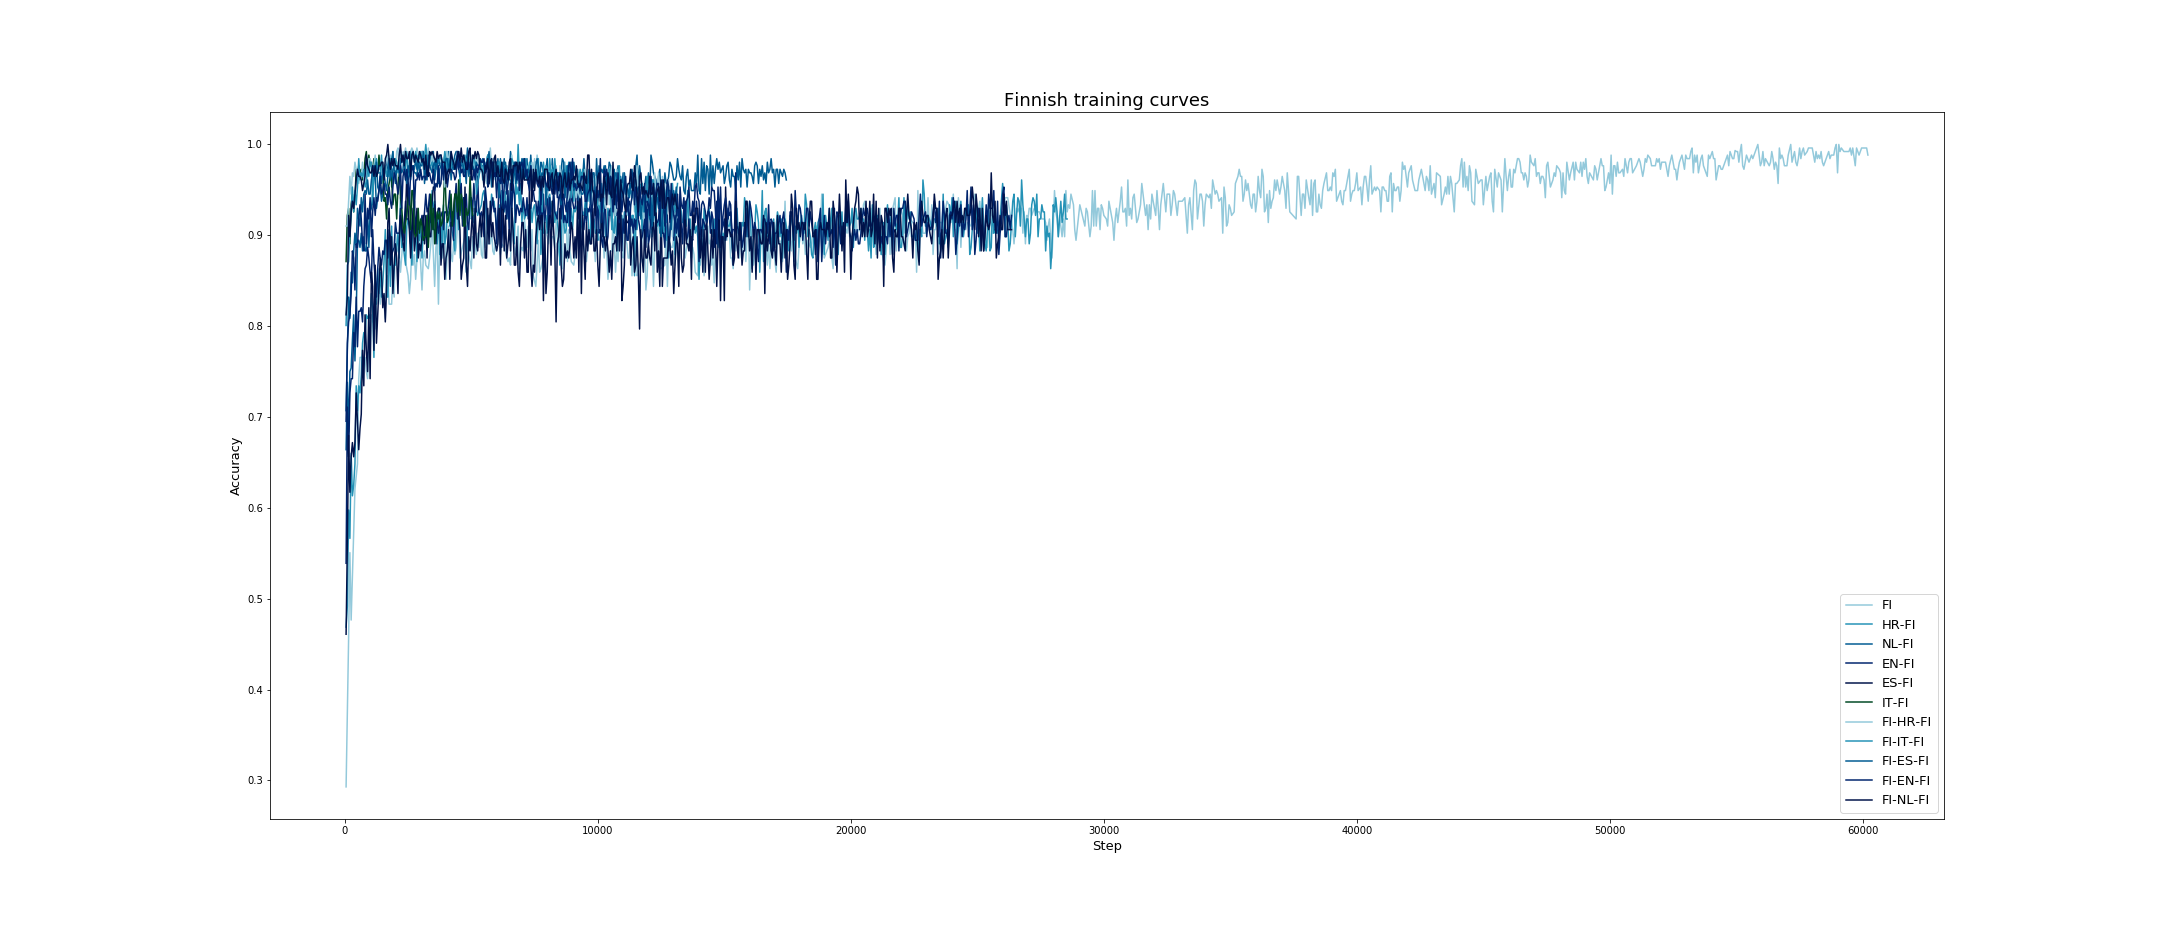 Finnish training curves
1.0
0.9
0.8
0.7
0.6
0.5
0.4
0.3
Accuracy
0 10000 20000 30000 40000 50000 60000
Step
FI
HR-FI
NL-FI
EN-FI
ES-FI
IT-FI
FI-HR-FI
FI-IT-FI
FI-ES-FI
FI-EN-FI
FI-NL-FI